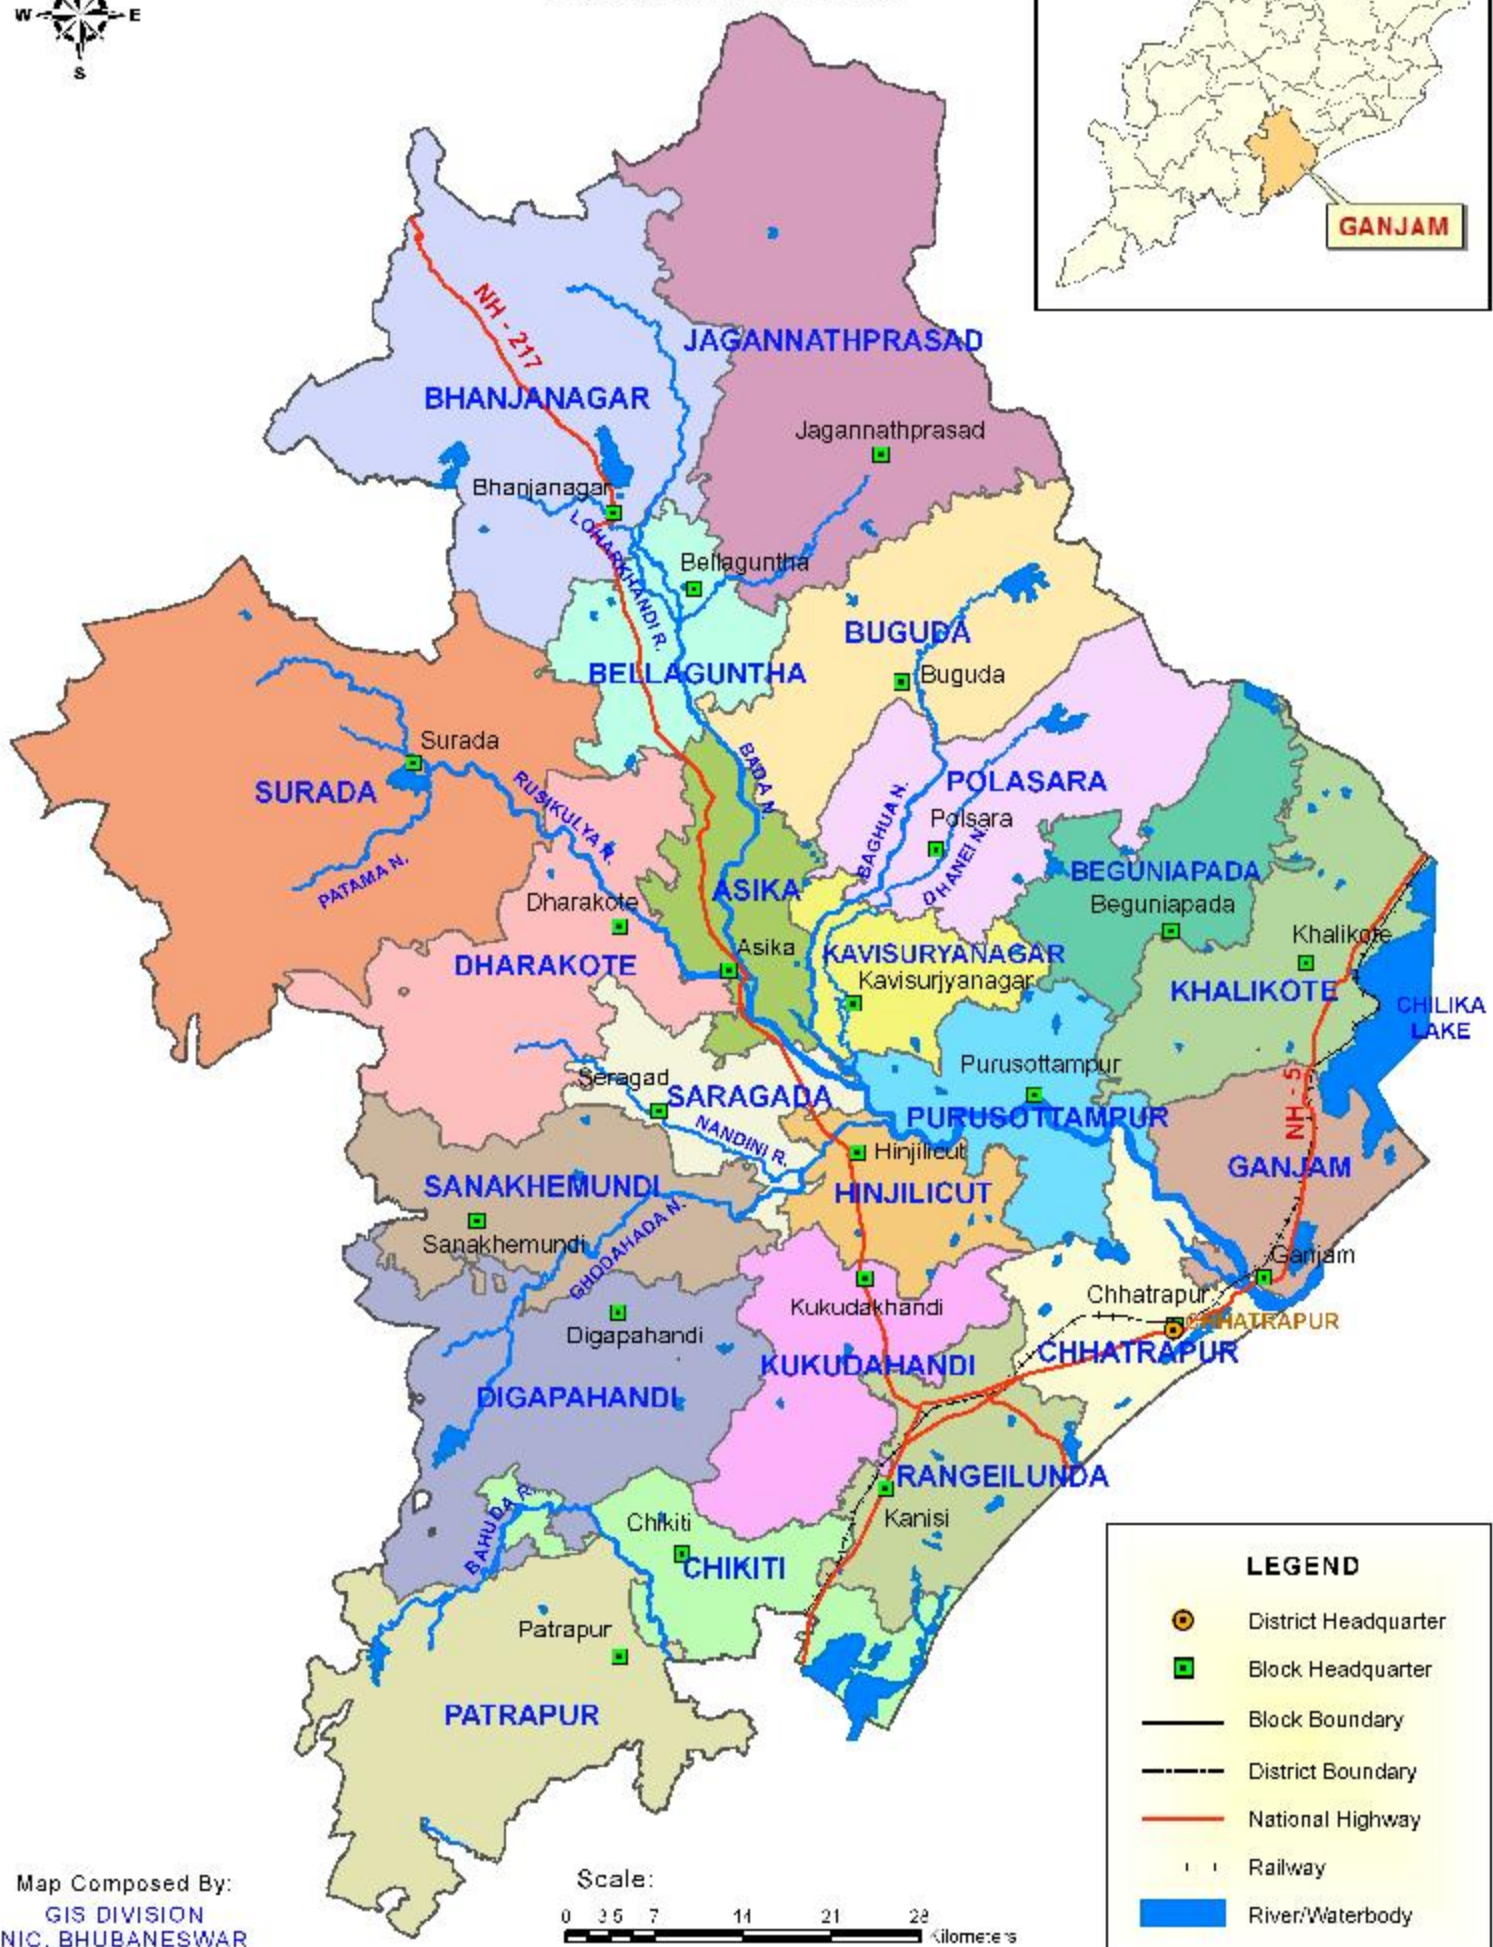 W E
S
GANJAM
NH - 217
JAGANNATHPRASAD
BHANJANAGAR
Jagannathprasad
Bhanjanagar
LOHARKHANDI R.
Bellaguntha
BUGUDA
BELLAGUNTHA
Buguda
Surada
SURADA
RUSIKULYA R.
BADA N.
POLASARA
BAGHUA N.
Polsara
DHANEI N.
PATAMA N.
ASIKA
BEGUNIAPADA
Dharakote
Beguniapada
Asika
KAVISURYANAGAR
Khalikote
DHARAKOTE
Kavisurjyanagar
KHALIKOTE
CHILIKA
LAKE
Purusottampur
Seragad
SARAGADA
NH - 5
PURUSOTTAMPUR
NANDINI R.
Hinjilicut
GANJAM
SANAKHEMUNDI
HINJILICUT
Sanakhemundi
GHODAHADA N.
Ganjam
Chhatrapur
Kukudakhandi
CHHATRAPUR
Digapahandi
CHHATRAPUR
KUKUDAHANDI
DIGAPAHANDI
RANGEILUNDA
BAHUDA R.
Chikiti
Kanisi
CHIKITI
Patrapur
PATRAPUR
LEGEND
District Headquarter
Block Headquarter
Block Boundary
District Boundary
National Highway
Railway
River/Waterbody
Map Composed By:
GIS DIVISION
NIC, BHUBANESWAR
Scale:
0 3.5 7 14 21 28
Kilometers